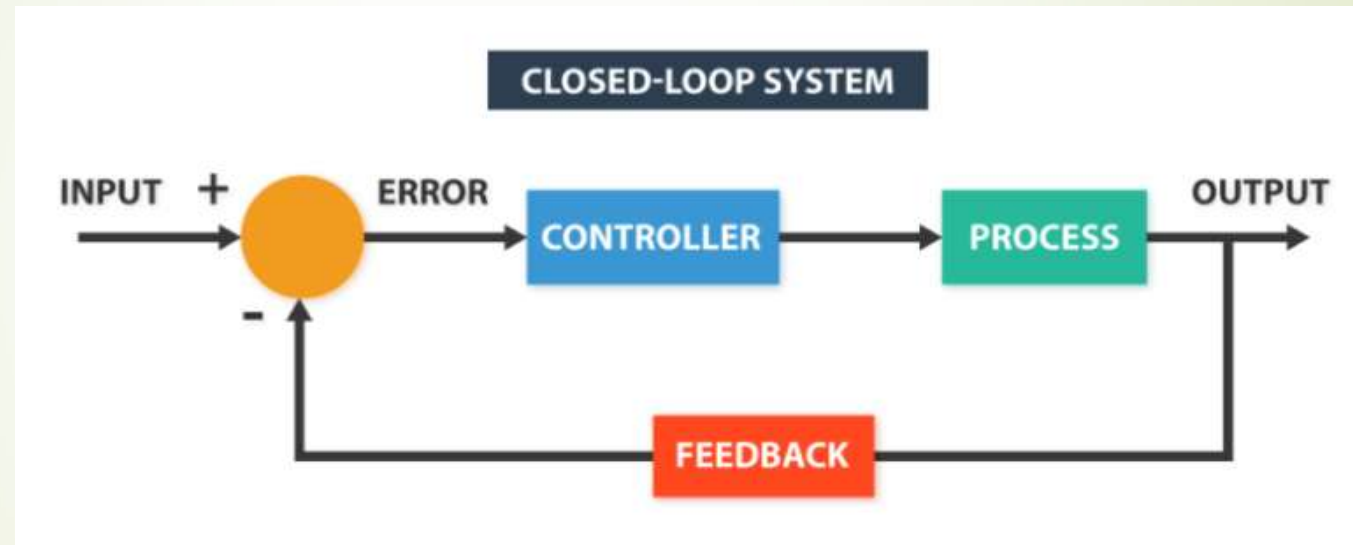 CLOSED-LOOP SYSTEM
INPUT + ERROR OUTPUT
CONTROLLER PROCESS
-
FEEDBACK